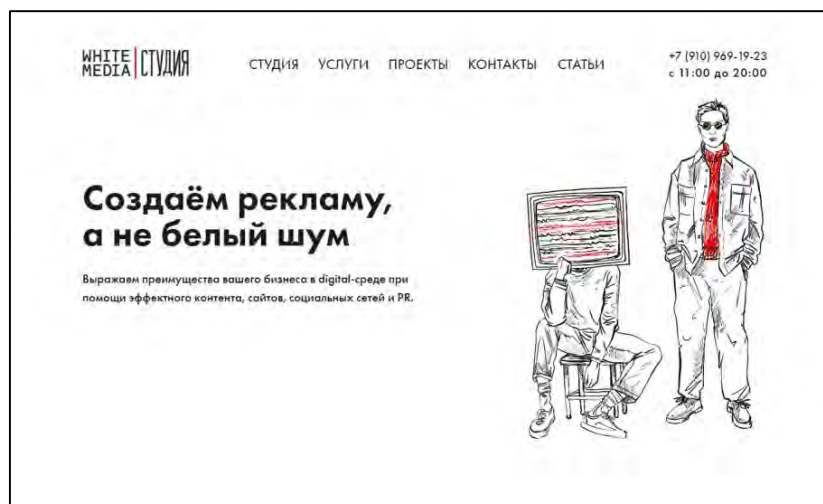 WHITE MEDIA СТУДИЯ
СТУДИЯ УСЛУГИ ПРОЕКТЫ КОНТАКТЫ СТАТЬИ
+7 (910) 969-19-23
с 11:00 до 20:00
Создаём рекламу,
а не белый шум
Выражаем преимущества вашего бизнеса в digital-среде при
помощи эффектного контента, сайтов, социальных сетей и PR.